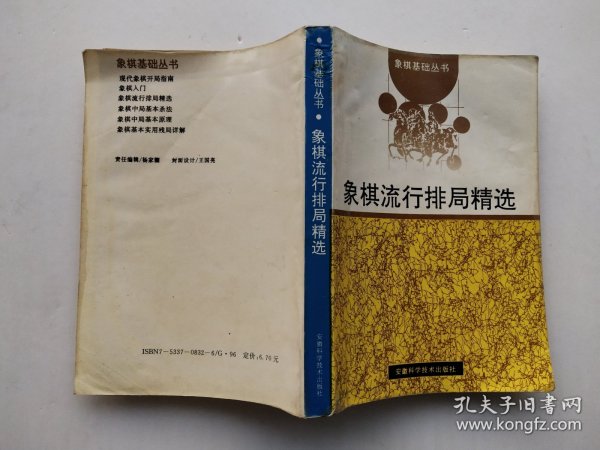 象棋基础丛书
现代象棋开局指南
象棋入门
象棋流行排局精选
象棋中局基本杀法
象棋中局基本原理
象棋基本实用残局详解
责任编辑/杨家骝 封面设计/王国亮
ISBN7-5337-0832-6/G·96 定价:6.70元
·象棋基础丛书·
象棋流行排局精选
安徽科学技术出版社
象棋基础丛书
象棋流行排局精选
安徽科学技术出版社
孔夫子旧书网
www.kongfz.com